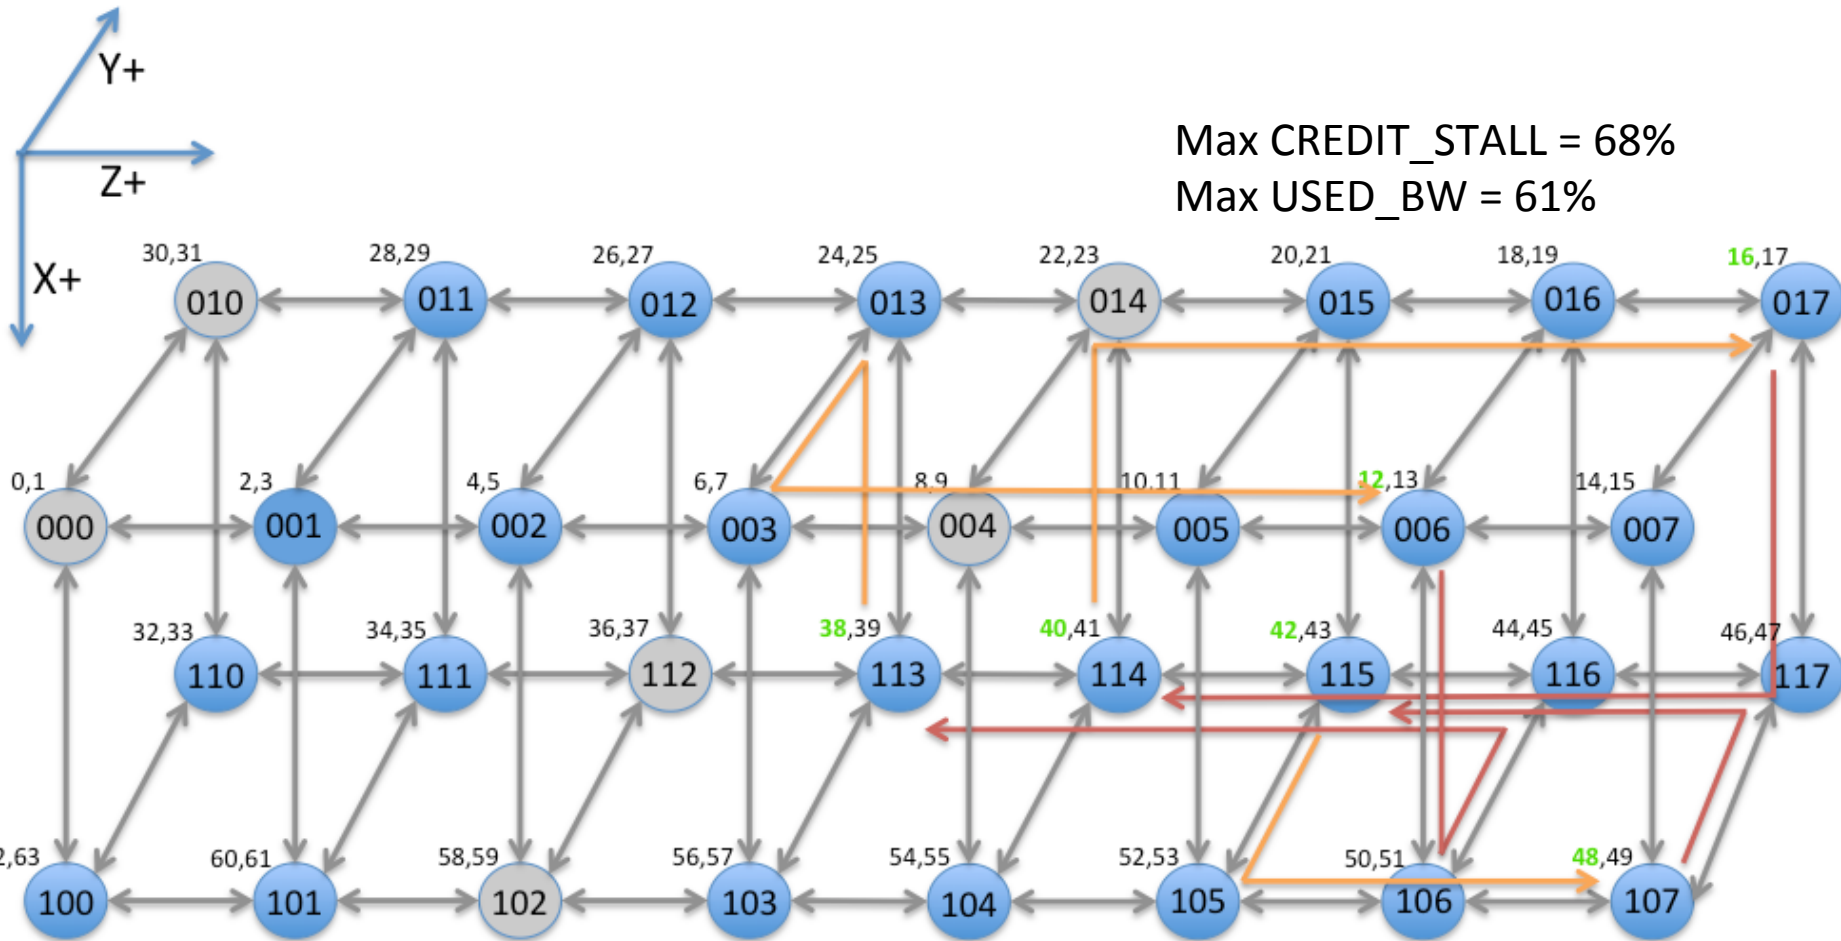 Y+
Z+
X+
Max CREDIT_STALL = 68%
Max USED_BW = 61%
30,31 28,29 26,27 24,25 22,23 20,21 18,19 16,17
010 011 012 013 014 015 016 017
0,1 2,3 4,5 6,7 8,9 10,11 12,13 14,15
000 001 002 003 004 005 006 007
32,33 34,35 36,37 38,39 40,41 42,43 44,45 46,47
110 111 112 113 114 115 116 117
2,63 60,61 58,59 56,57 54,55 52,53 50,51 48,49
100 101 102 103 104 105 106 107